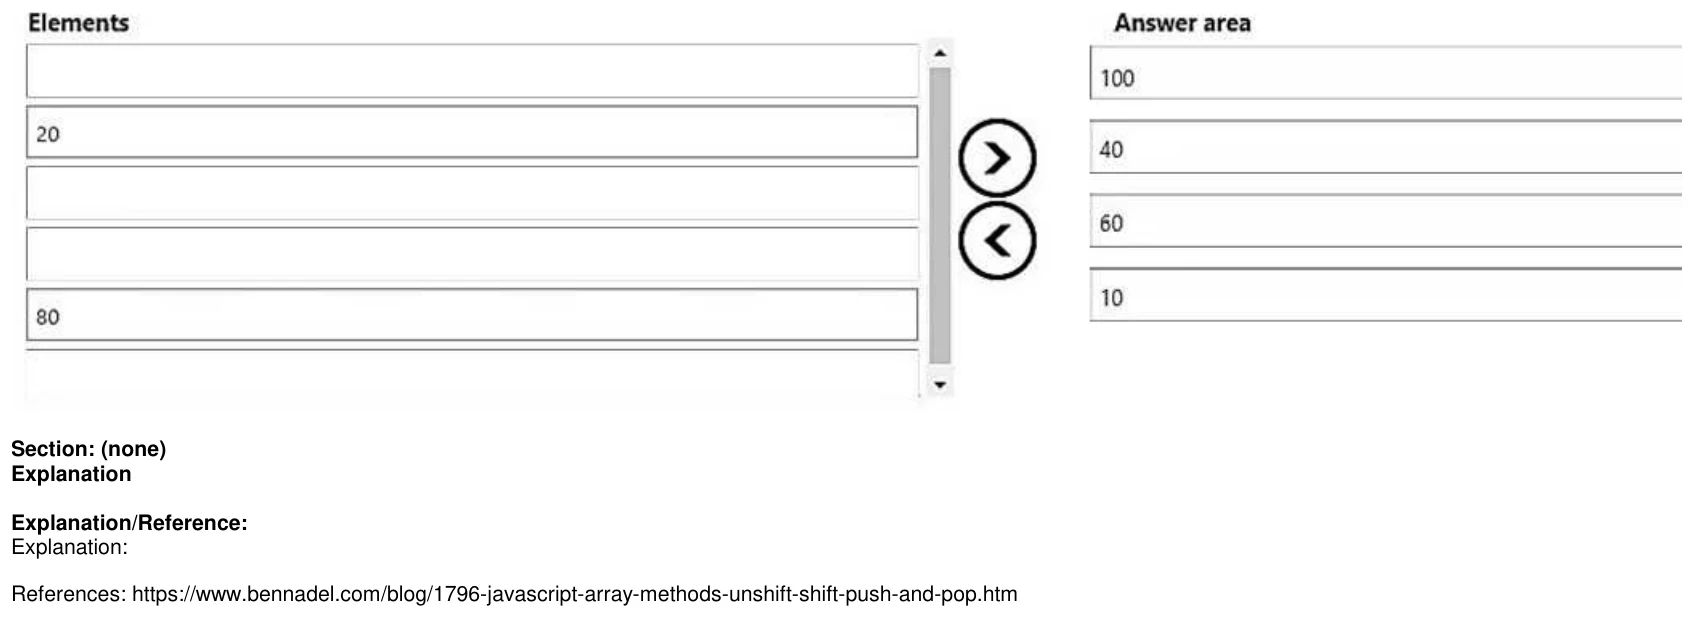 Elements
Answer area
20
80
100
40
60
10
Section: (none)
Explanation
Explanation/Reference:
Explanation:
References: https://www.bennadel.com/blog/1796-javascript-array-methods-unshift-shift-push-and-pop.htm